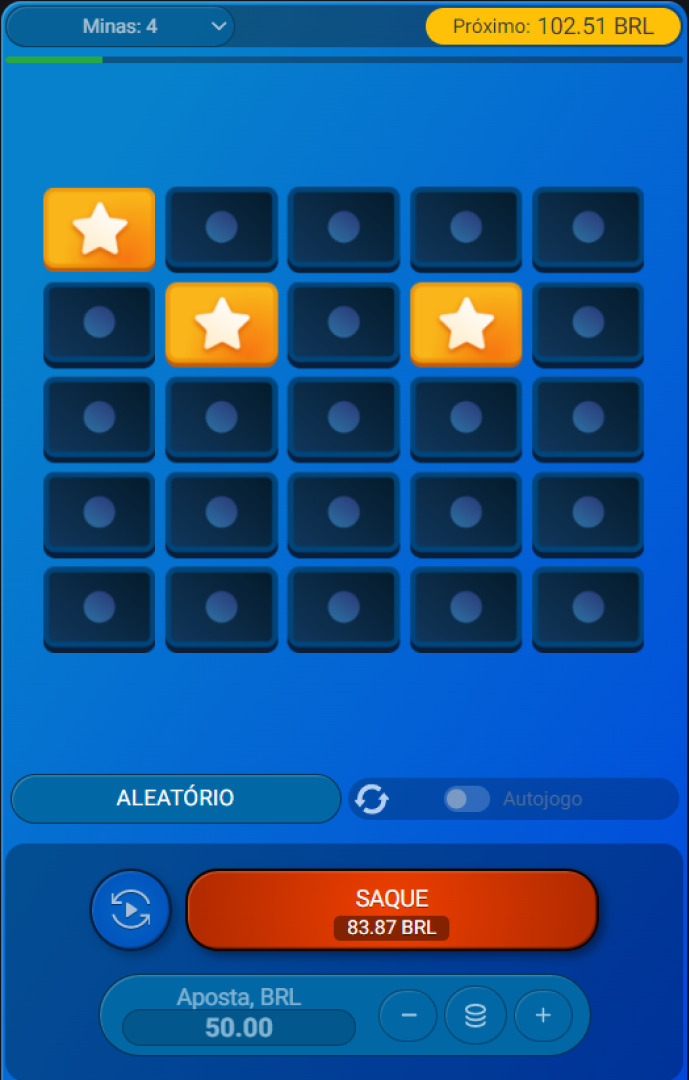 Minas: 4
Próximo: 102.51 BRL
ALEATÓRIO
Autojogo
SAQUE
83.87 BRL
Aposta, BRL
50.00